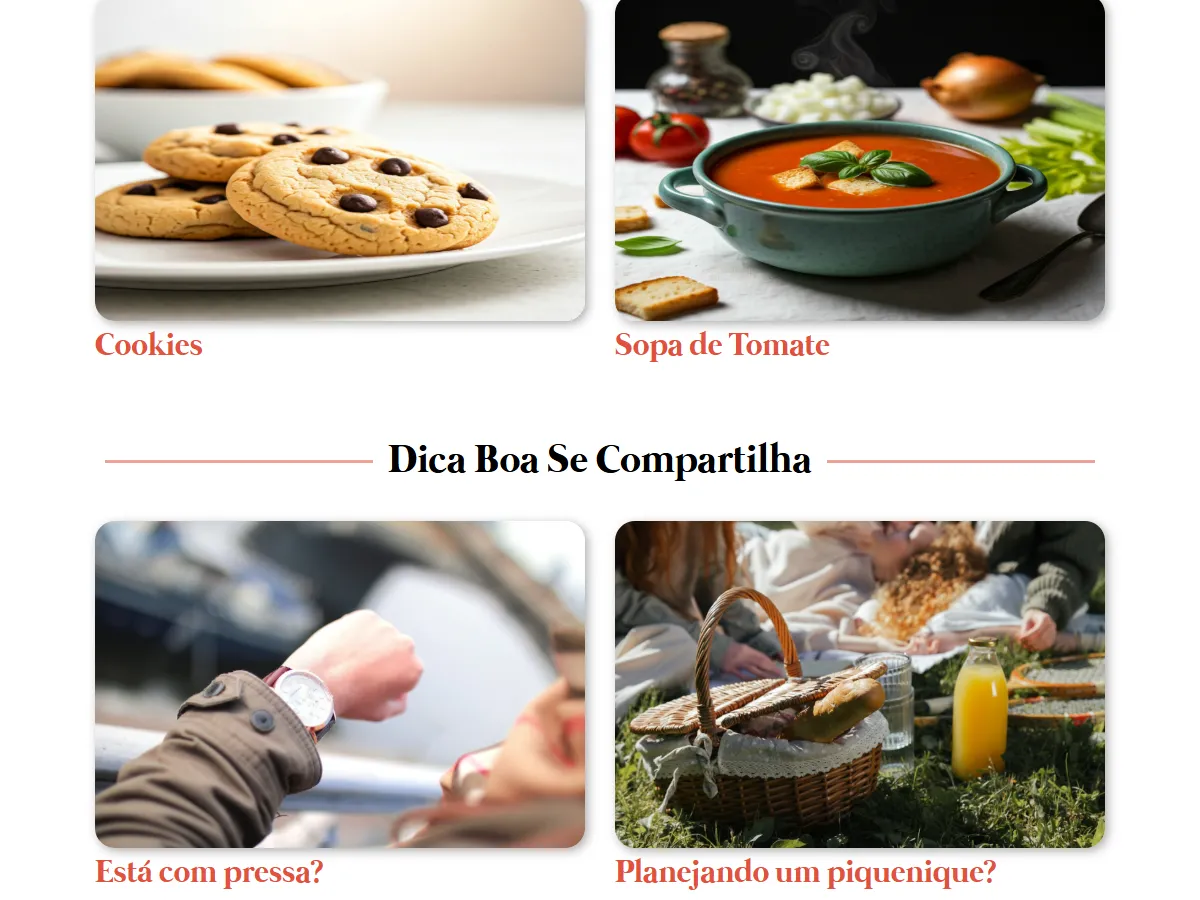 Cookies
Sopa de Tomate
Dica Boa Se Compartilha
Está com pressa?
Planejando um piquenique?